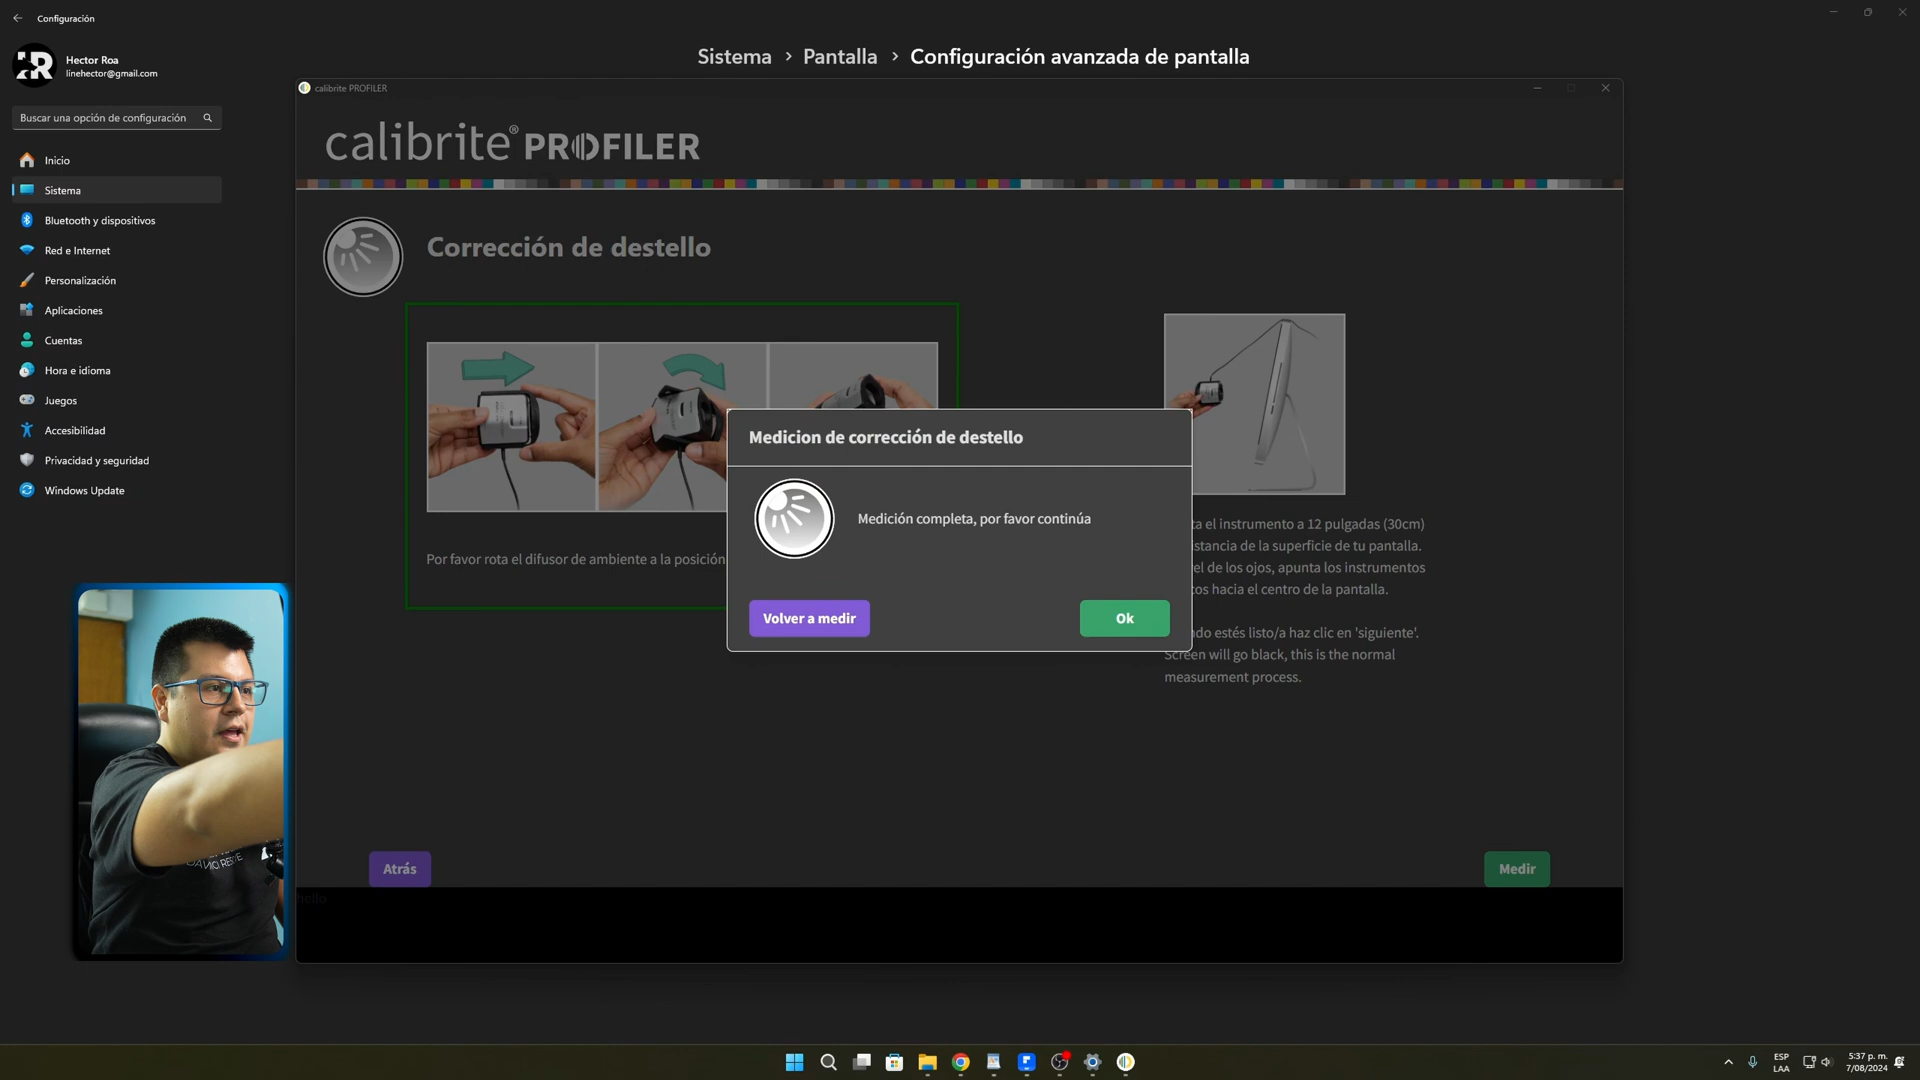 Configuración
Hector Roa
linehector@gmail.com
Buscar una opción de configuración
Inicio
Sistema
Bluetooth y dispositivos
Red e Internet
Personalización
Aplicaciones
Cuentas
Hora e idioma
Juegos
Accesibilidad
Privacidad y seguridad
Windows Update
Sistema > Pantalla > Configuración avanzada de pantalla
calibrite PROFILER
calibrite® PROFILER
Corrección de destello
Por favor rota el difusor de ambiente a la posición
Medicion de corrección de destello
Medición completa, por favor continúa
Volver a medir
Ok
el instrumento a 12 pulgadas (30cm)
de la superficie de tu pantalla.
de los ojos, apunta los instrumentos
hacia el centro de la pantalla.
estés listo/a haz clic en 'siguiente'.
Screen will go black, this is the normal
measurement process.
Atrás
Medir
hello
ESP
LAA
5:37 p. m.
7/08/2024